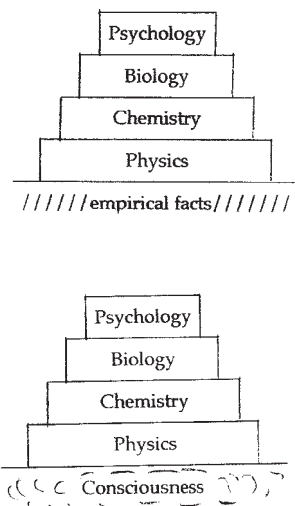 Psychology
Biology
Chemistry
Physics
//////empirical facts///////
Psychology
Biology
Chemistry
Physics
Consciousness